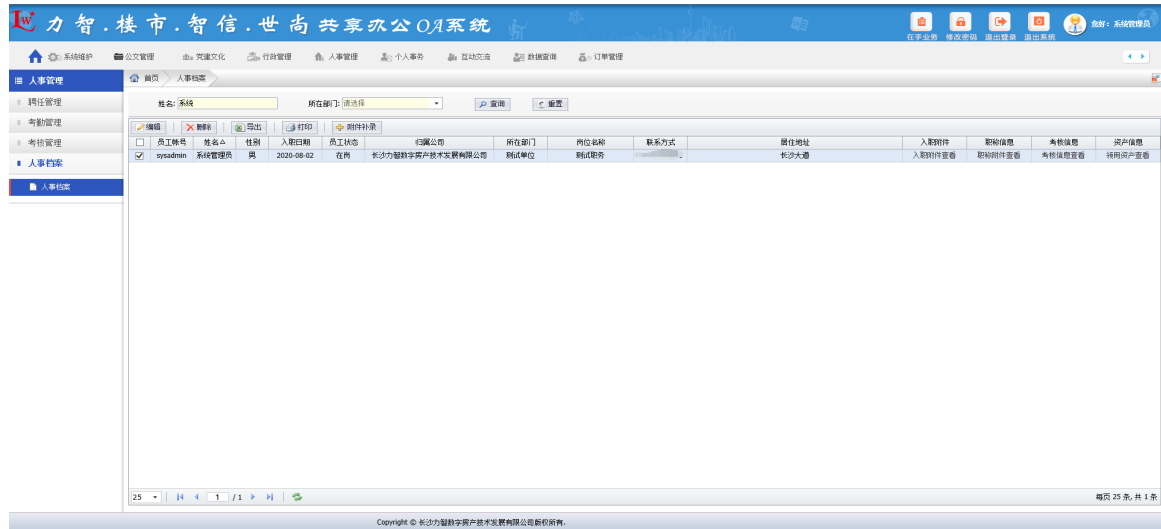 Lw 力智.楼市.智信.世尚共享办公OA系统
在手业务 修改密码 退出登录 退出系统 您好：系统管理员
系统维护 公文管理 党建文化 行政管理 人事管理 个人事务 互动交流 数据查询 订单管理
人事管理 首页 人事档案
聘任管理
考勤管理
考核管理
人事档案
人事档案
姓名: 系统 所在部门: 请选择 查询 重置
编辑 删除 导出 打印 附件补录
员工帐号 姓名 性别 入职日期 员工状态 归属公司 所在部门 岗位名称 联系方式 居住地址 入职附件 职称信息 考核信息 资产信息
sysadmin 系统管理员 男 2020-08-02 在岗 长沙力智数字房产技术发展有限公司 测试单位 测试职务 长沙大道 入职附件查看 职称附件查看 考核信息查看 领用资产查看
25 1 /1 每页 25 条,共 1 条
Copyright © 长沙力智数字房产技术发展有限公司版权所有.